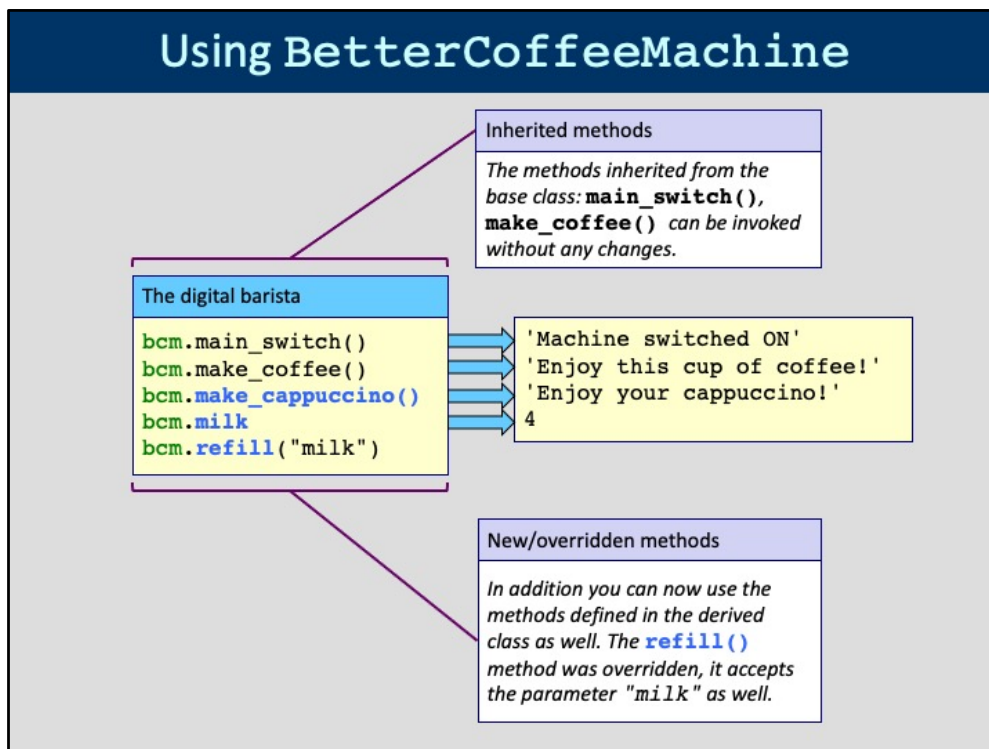 Using BetterCoffeeMachine
Inherited methods
The methods inherited from the
base class: main_switch(),
make_coffee() can be invoked
without any changes.
The digital barista
bcm.main_switch()
bcm.make_coffee()
bcm.make_cappuccino()
bcm.milk
bcm.refill("milk")
'Machine switched ON'
'Enjoy this cup of coffee!'
'Enjoy your cappuccino!'
4
New/overridden methods
In addition you can now use the
methods defined in the derived
class as well. The refill()
method was overridden, it accepts
the parameter "milk" as well.